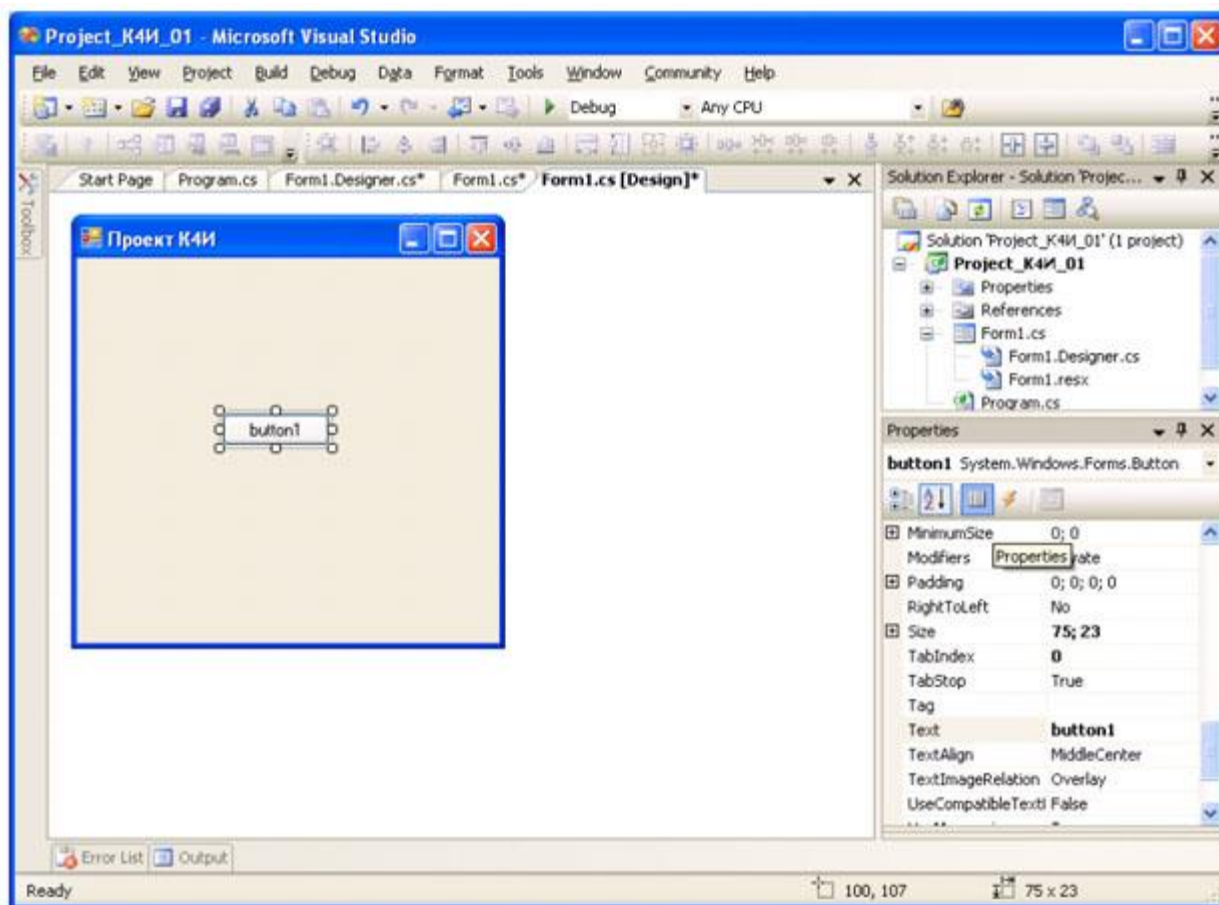 Project_К4И_01 - Microsoft Visual Studio
File Edit View Project Build Debug Data Format Tools Window Community Help
Debug Any CPU
Toolbox
Start Page Program.cs Form1.Designer.cs* Form1.cs* Form1.cs [Design]*
Проект К4И
button1
Solution Explorer - Solution 'Projec...
Solution 'Project_К4И_01' (1 project)
Project_К4И_01
Properties
References
Form1.cs
Form1.Designer.cs
Form1.resx
Program.cs
Properties
button1 System.Windows.Forms.Button
MinimumSize 0; 0
Modifiers Properties
Padding 0; 0; 0; 0
RightToLeft No
Size 75; 23
TabIndex 0
TabStop True
Tag
Text button1
TextAlign MiddleCenter
TextImageRelation Overlay
UseCompatibleText False
Error List Output
Ready 100, 107 75 x 23